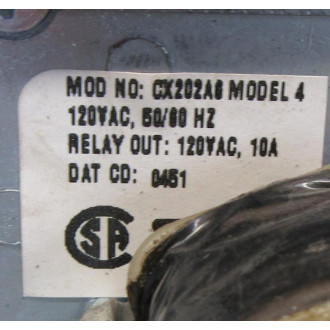 MOD NO: CX202A6 MODEL 4
120VAC, 50/60 HZ
RELAY OUT: 120VAC, 10A
DAT CD: 0451
SA